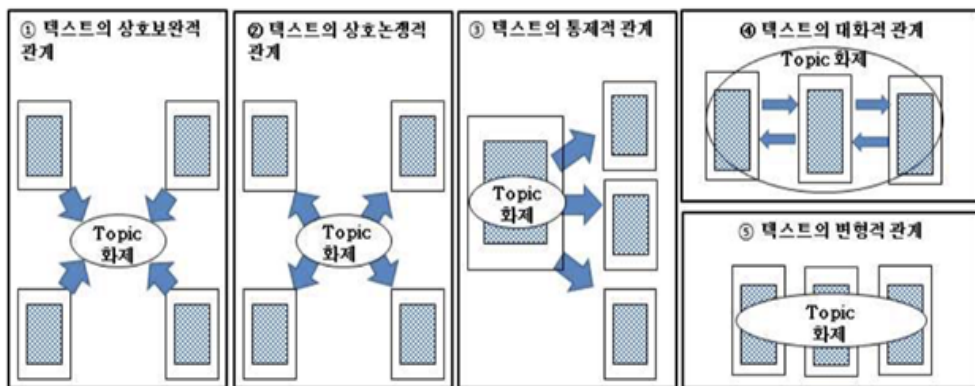 ① 텍스트의 상호보완적
관계
Topic
화제
② 텍스트의 상호논쟁적
관계
Topic
화제
③ 텍스트의 통제적 관계
Topic
화제
④ 텍스트의 대화적 관계
Topic 화제
⑤ 텍스트의 변형적 관계
Topic
화제